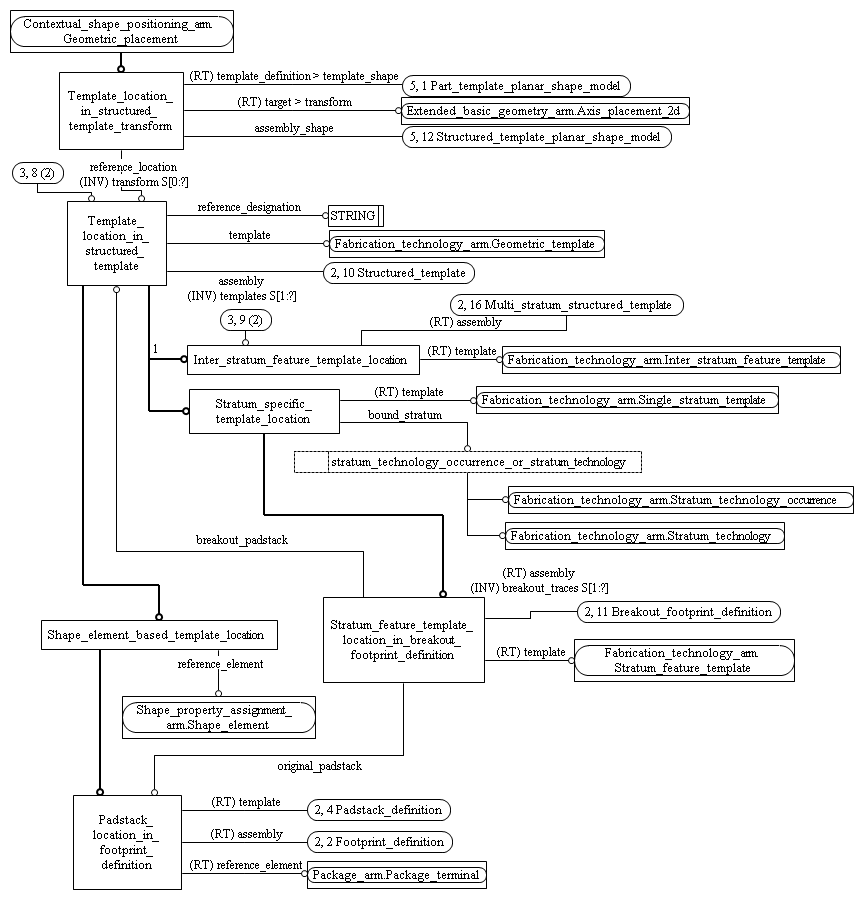 Contextual_shape_positioning_arm.
Geometric_placement
Template_location_
in_structured_
template_transform
(RT) template_definition > template_shape
5, 1 Part_template_planar_shape_model
(RT) target > transform
Extended_basic_geometry_arm.Axis_placement_2d
assembly_shape
5, 12 Structured_template_planar_shape_model
reference_location
(INV) transform S[0:?]
3, 8 (2)
Template_
location_in_
structured_
template
reference_designation
STRING
template
Fabrication_technology_arm.Geometric_template
2, 10 Structured_template
assembly
(INV) templates S[1:?]
3, 9 (2)
2, 16 Multi_stratum_structured_template
(RT) assembly
1
Inter_stratum_feature_template_location
(RT) template
Fabrication_technology_arm.Inter_stratum_feature_template
Stratum_specific_
template_location
(RT) template
Fabrication_technology_arm.Single_stratum_template
bound_stratum
stratum_technology_occurrence_or_stratum_technology
Fabrication_technology_arm.Stratum_technology_occurrence
Fabrication_technology_arm.Stratum_technology
breakout_padstack
(RT) assembly
(INV) breakout_traces S[1:?]
Stratum_feature_template_
location_in_breakout_
footprint_definition
2, 11 Breakout_footprint_definition
(RT) template
Fabrication_technology_arm.
Stratum_feature_template
Shape_element_based_template_location
reference_element
Shape_property_assignment_
arm.Shape_element
original_padstack
Padstack_
location_in_
footprint_
definition
(RT) template
2, 4 Padstack_definition
(RT) assembly
2, 2 Footprint_definition
(RT) reference_element
Package_arm.Package_terminal